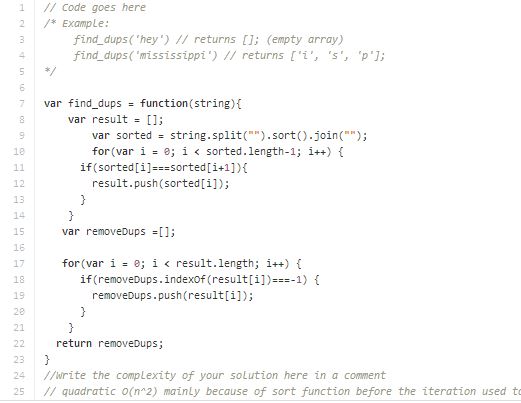 1 // Code goes here
2 /* Example:
3 find_dups('hey') // returns []; (empty array)
4 find_dups('mississippi') // returns ['i', 's', 'p'];
5 */
6
7 var find_dups = function(string){
8 var result = [];
9 var sorted = string.split("").sort().join("");
10 for(var i = 0; i < sorted.length-1; i++) {
11 if(sorted[i]===sorted[i+1]){
12 result.push(sorted[i]);
13 }
14 }
15 var removeDups =[];
16
17 for(var i = 0; i < result.length; i++) {
18 if(removeDups.indexOf(result[i])===-1) {
19 removeDups.push(result[i]);
20 }
21 }
22 return removeDups;
23 }
24 //Write the complexity of your solution here in a comment
25 // quadratic O(n^2) mainly because of sort function before the iteration used